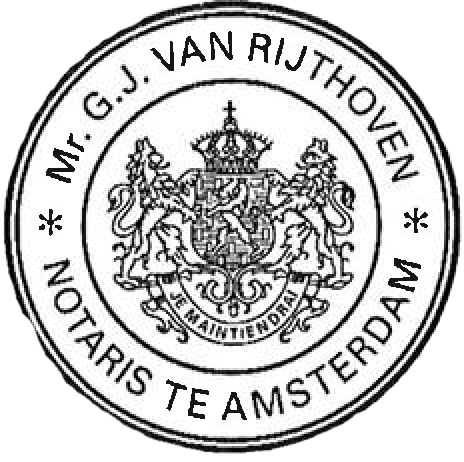 Mr. G.J. VAN RIJTHOVEN
* NOTARIS TE AMSTERDAM *
JE MAINTIENDRAI